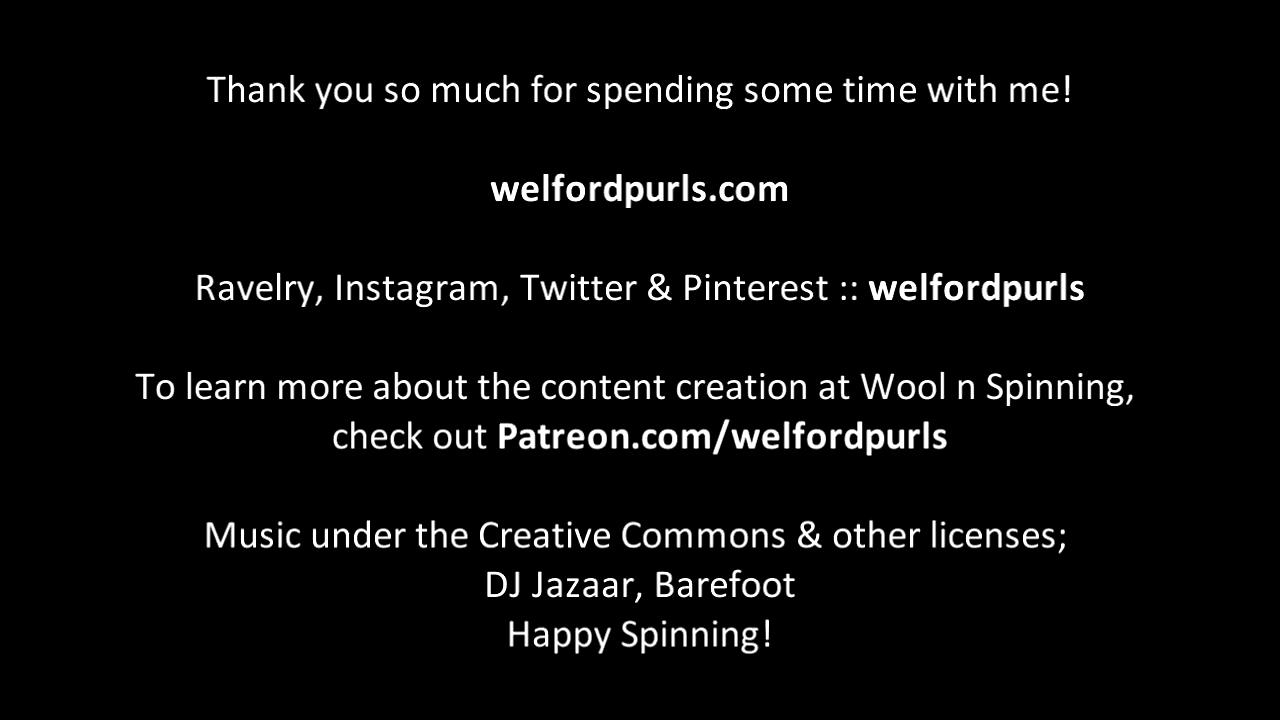 Thank you so much for spending some time with me!
welfordpurls.com
Ravelry, Instagram, Twitter & Pinterest :: welfordpurls
To learn more about the content creation at Wool n Spinning,
check out Patreon.com/welfordpurls
Music under the Creative Commons & other licenses;
DJ Jazaar, Barefoot
Happy Spinning!